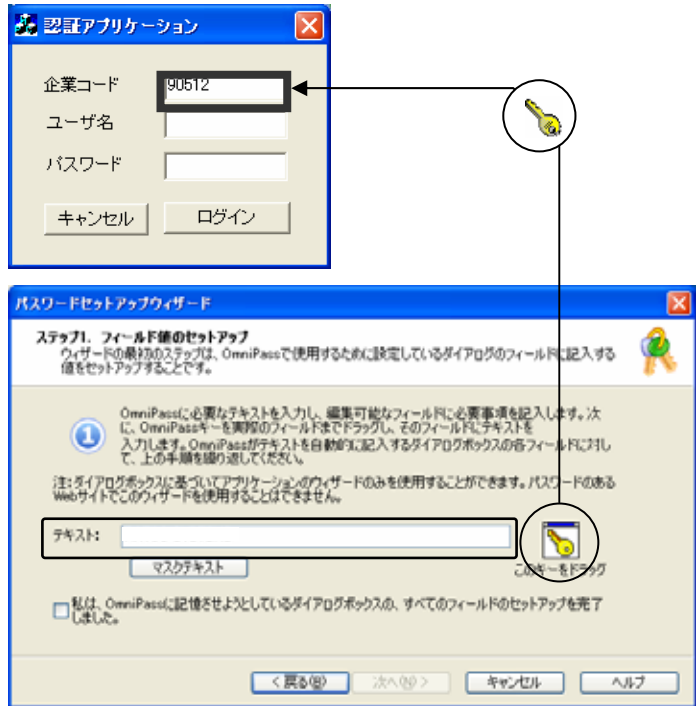 認証アプリケーション
企業コード
90512
ユーザ名
パスワード
キャンセル
ログイン
パスワードセットアップウィザード
ステップ1. フィールド値のセットアップ
ウィザードの最初のステップは、OmniPassで使用するために設定しているダイアログのフィールドに記入する
値をセットアップすることです。
OmniPassに必要なテキストを入力し、編集可能なフィールドに必要事項を記入します。次
に、OmniPassキーを実際のフィールドまでドラッグし、そのフィールドにテキストを
入力します。OmniPassがテキストを自動的に記入するダイアログボックスの各フィールドに対し
て、上の手順を繰り返してください。
注:ダイアログボックスに基づいてアプリケーションのウィザードのみを使用することができます。パスワードのある
Webサイトでこのウィザードを使用することはできません。
テキスト:
マスクテキスト
このキーをドラッグ
私は、OmniPassに記憶させようとしているダイアログボックスの、すべてのフィールドのセットアップを完了
しました。
< 戻る(B)
次へ(N) >
キャンセル
ヘルプ